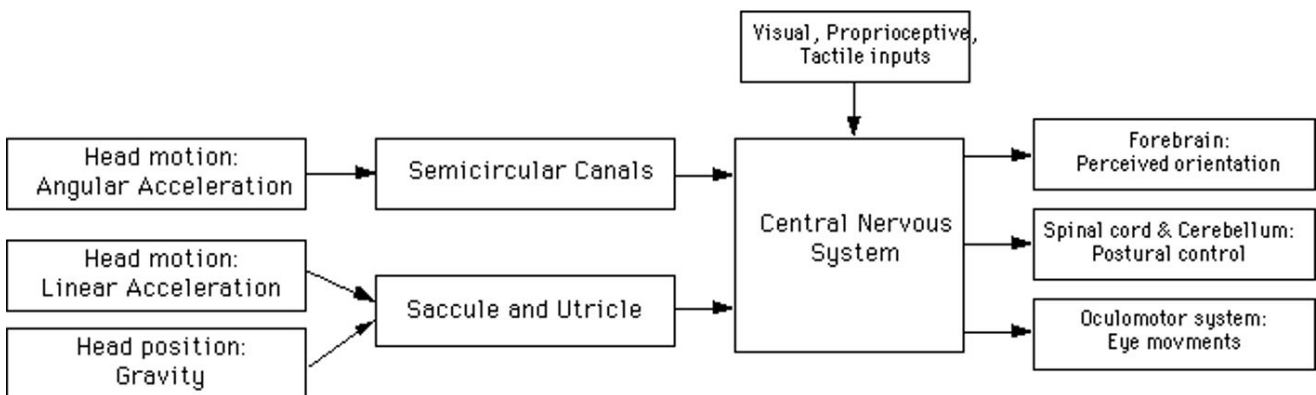 Visual, Proprioceptive,
Tactile inputs
Head motion:
Angular Acceleration
Semicircular Canals
Head motion:
Linear Acceleration
Saccule and Utricle
Head position:
Gravity
Central Nervous
System
Forebrain:
Perceived orientation
Spinal cord & Cerebellum:
Postural control
Oculomotor system:
Eye movments